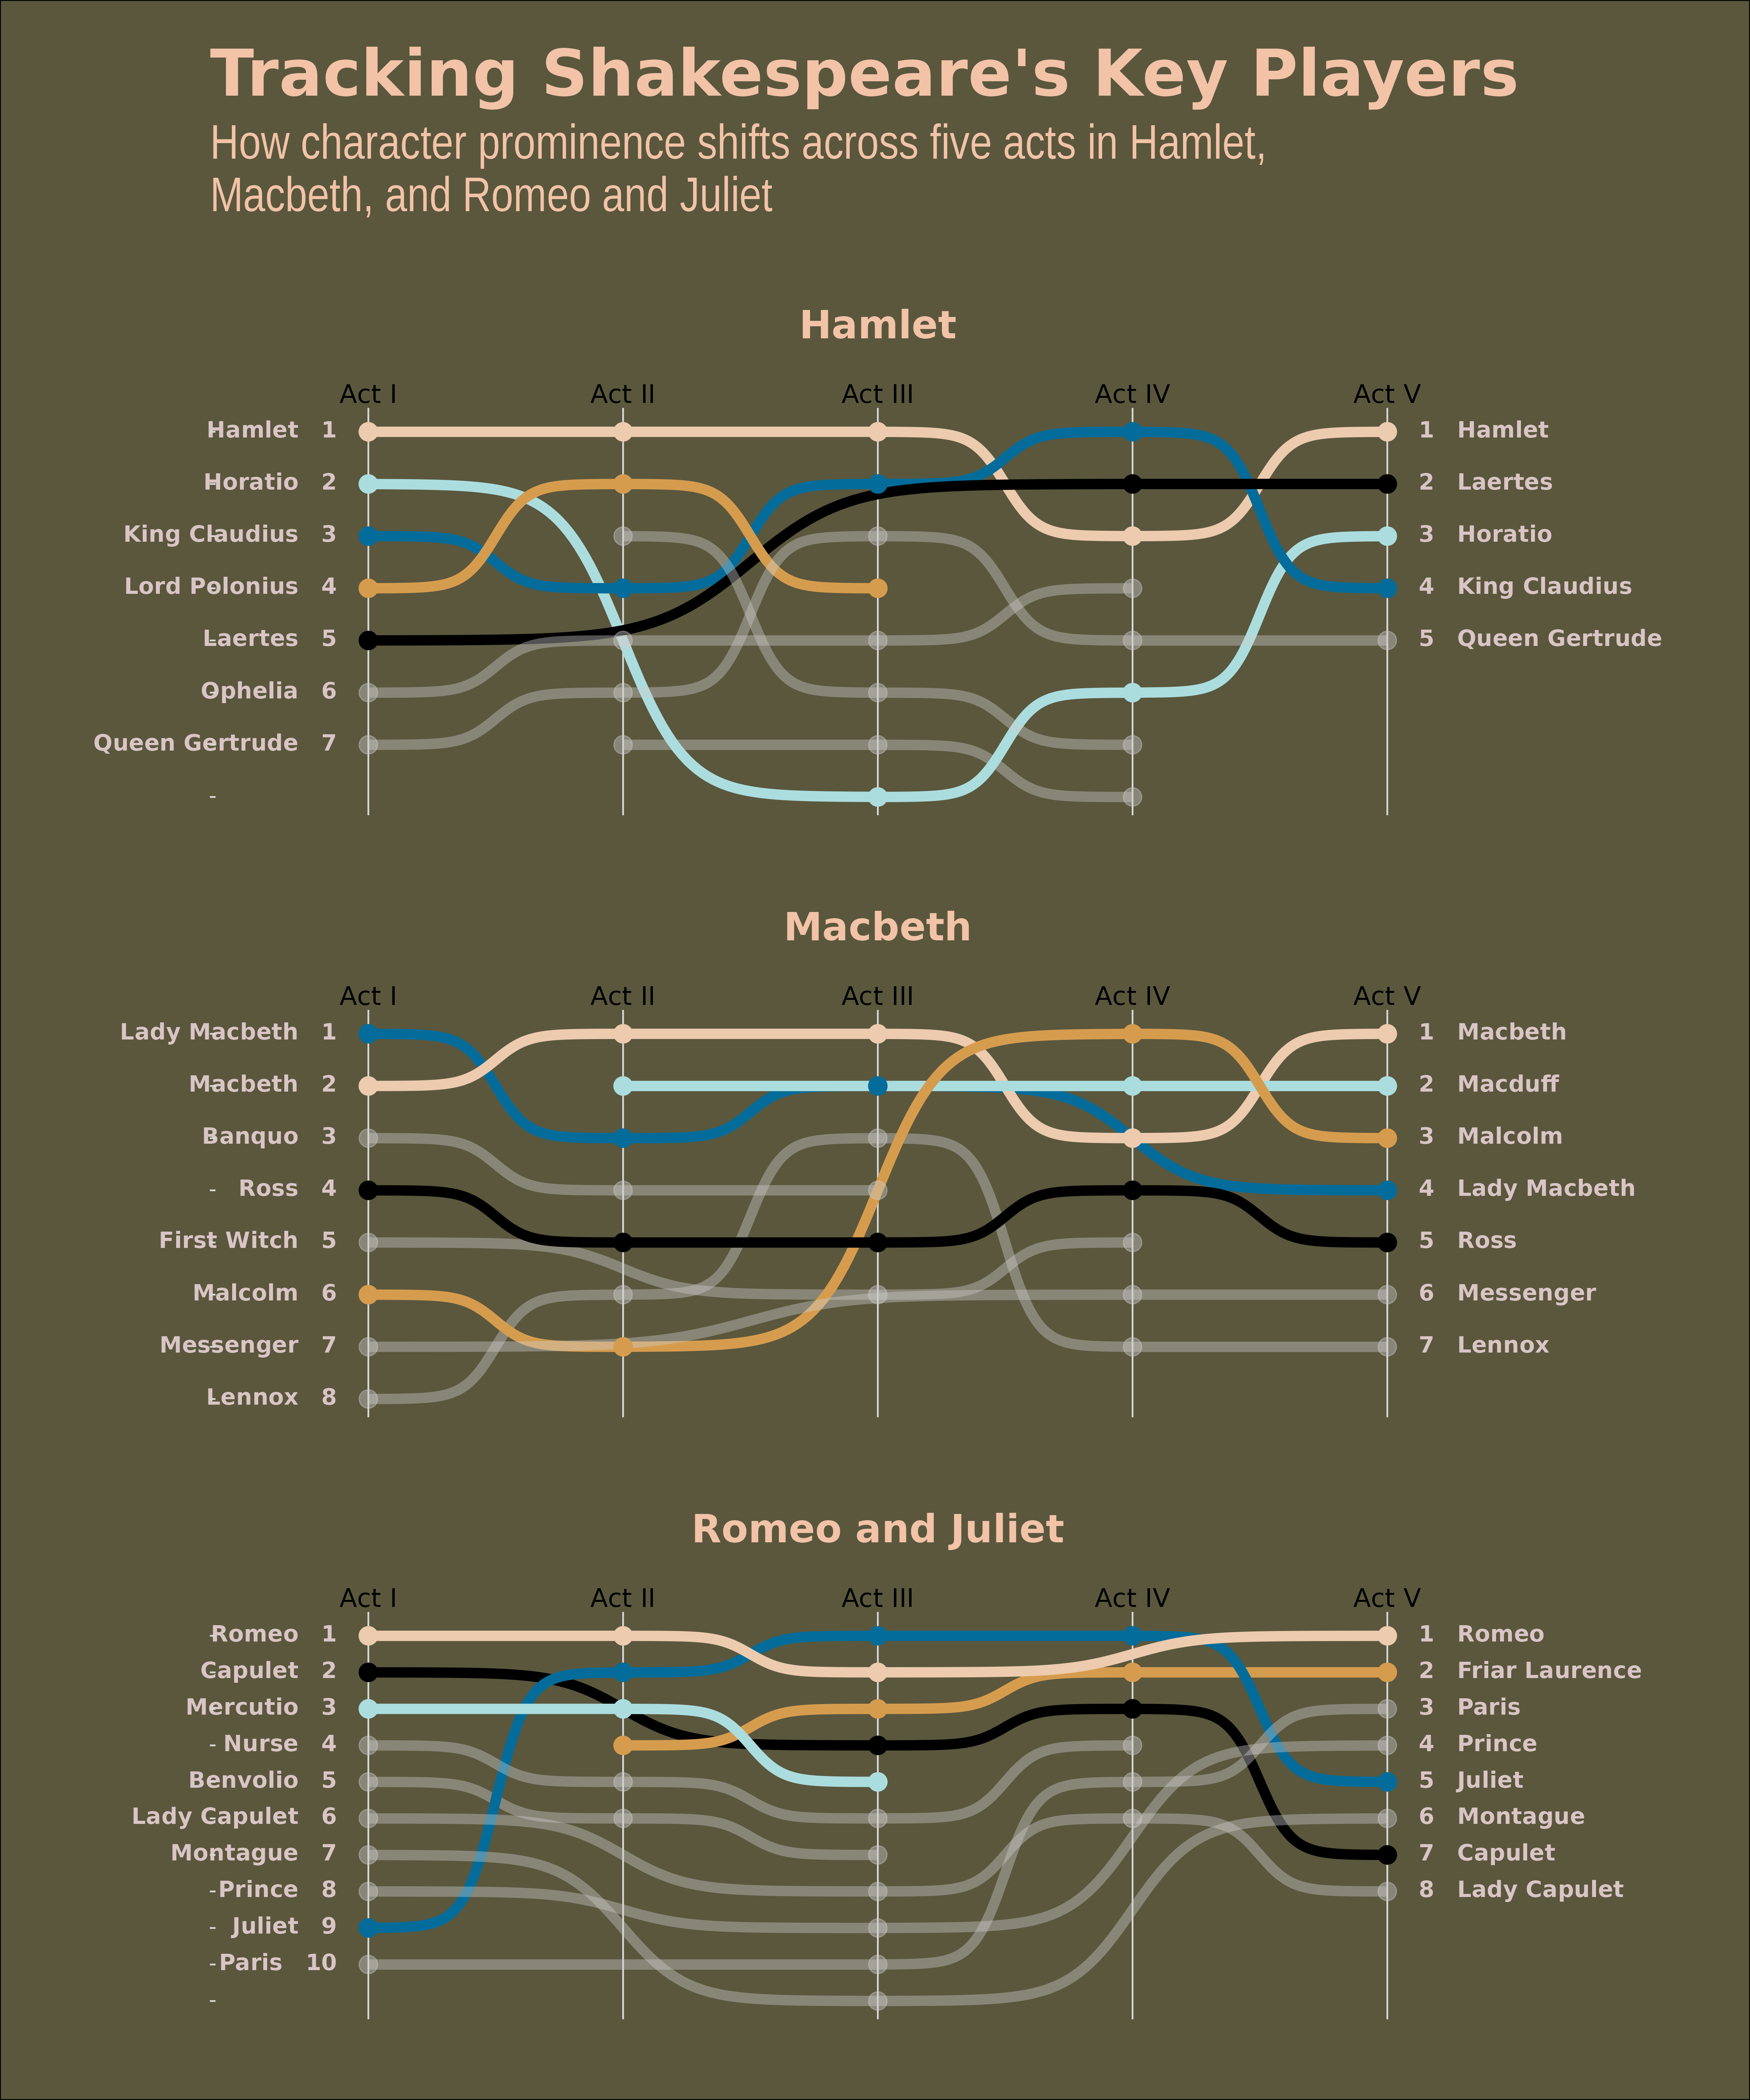 Tracking Shakespeare's Key Players
How character prominence shifts across five acts in Hamlet,
Macbeth, and Romeo and Juliet
Hamlet
Act I Act II Act III Act IV Act V
Hamlet 1 1 Hamlet
Horatio 2 2 Laertes
King Claudius 3 3 Horatio
Lord Polonius 4 4 King Claudius
Laertes 5 5 Queen Gertrude
Ophelia 6
Queen Gertrude 7
Macbeth
Act I Act II Act III Act IV Act V
Lady Macbeth 1 1 Macbeth
Macbeth 2 2 Macduff
Banquo 3 3 Malcolm
Ross 4 4 Lady Macbeth
First Witch 5 5 Ross
Malcolm 6 6 Messenger
Messenger 7 7 Lennox
Lennox 8
Romeo and Juliet
Act I Act II Act III Act IV Act V
Romeo 1 1 Romeo
Capulet 2 2 Friar Laurence
Mercutio 3 3 Paris
Nurse 4 4 Prince
Benvolio 5 5 Juliet
Lady Capulet 6 6 Montague
Montague 7 7 Capulet
Prince 8 8 Lady Capulet
Juliet 9
Paris 10